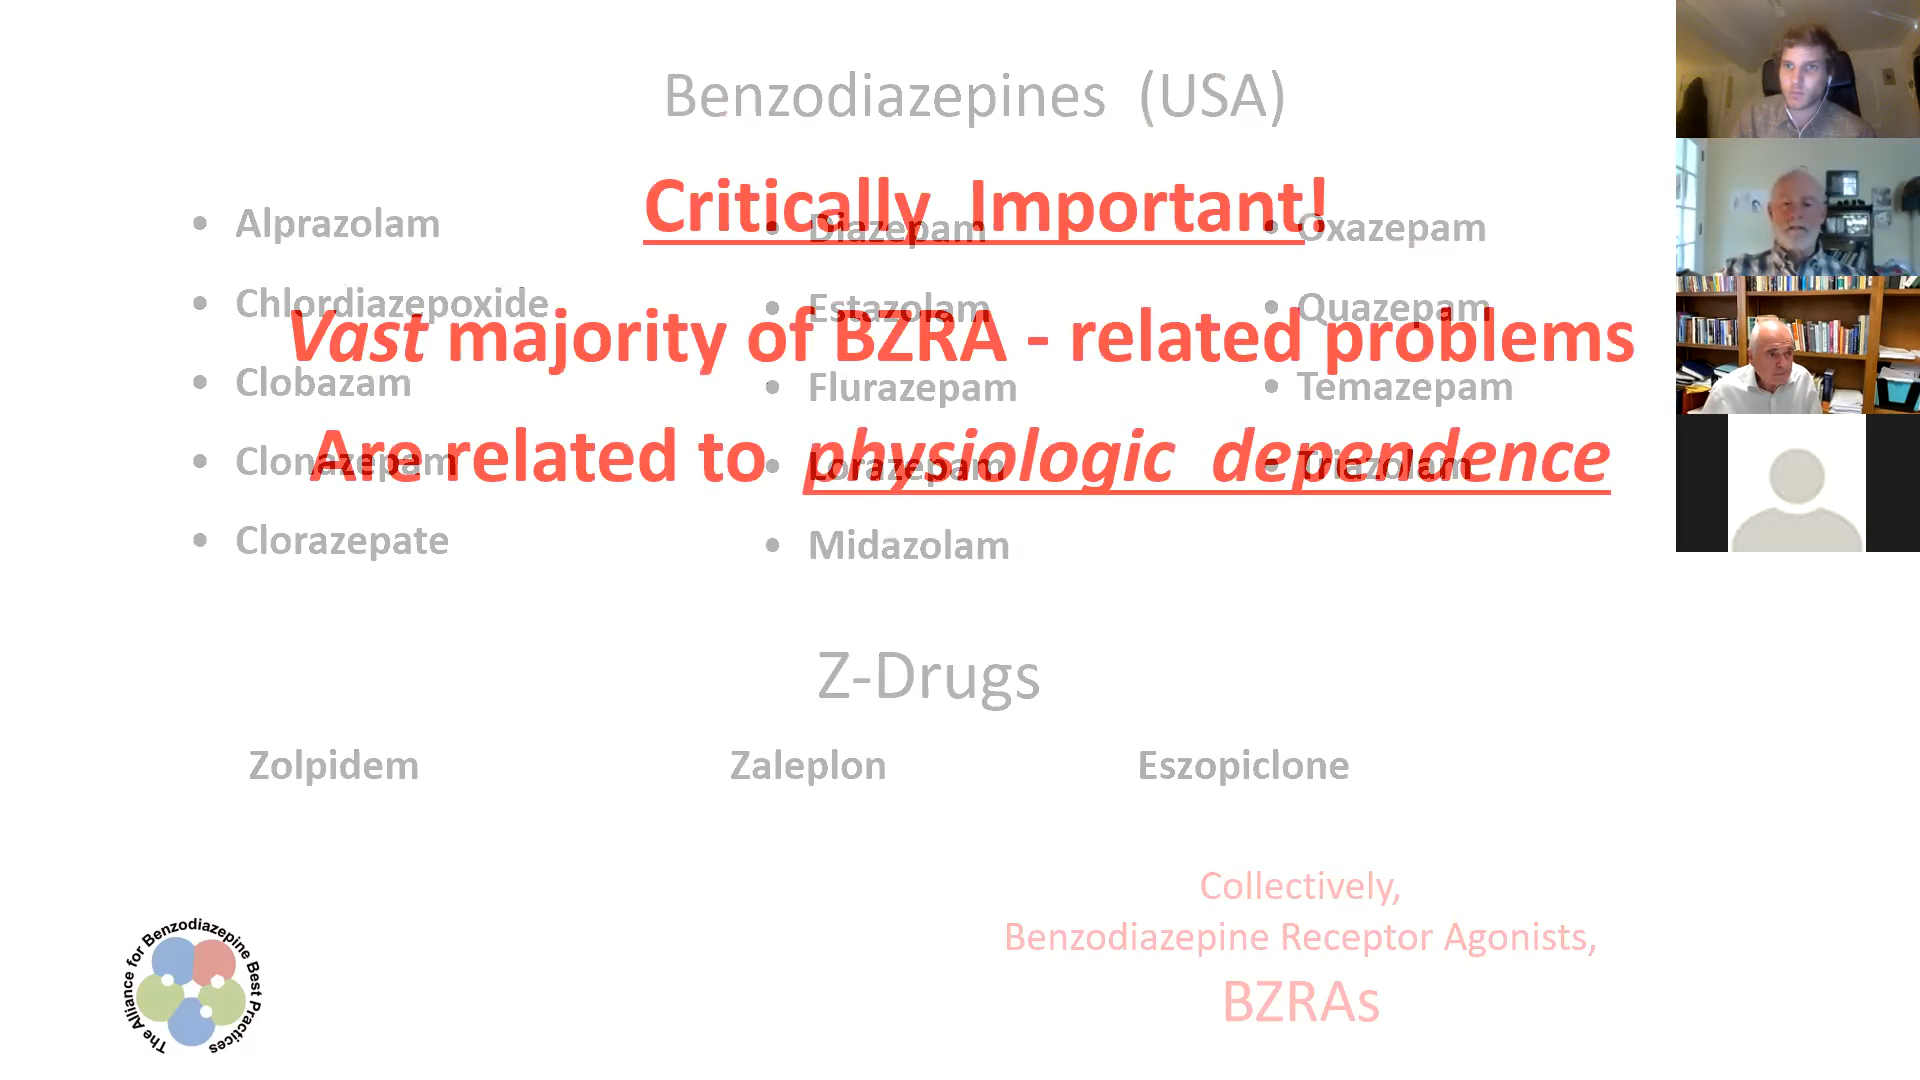 Benzodiazepines (USA)
Critically Important!
Vast majority of BZRA - related problems
Are related to physiologic dependence
• Alprazolam
• Chlordiazepoxide
• Clobazam
• Clonazepam
• Clorazepate
• Diazepam
• Estazolam
• Flurazepam
• Lorazepam
• Midazolam
• Oxazepam
• Quazepam
• Temazepam
• Triazolam
Z-Drugs
Zolpidem
Zaleplon
Eszopiclone
Collectively,
Benzodiazepine Receptor Agonists,
BZRAs
The Alliance for Benzodiazepine Best Practices